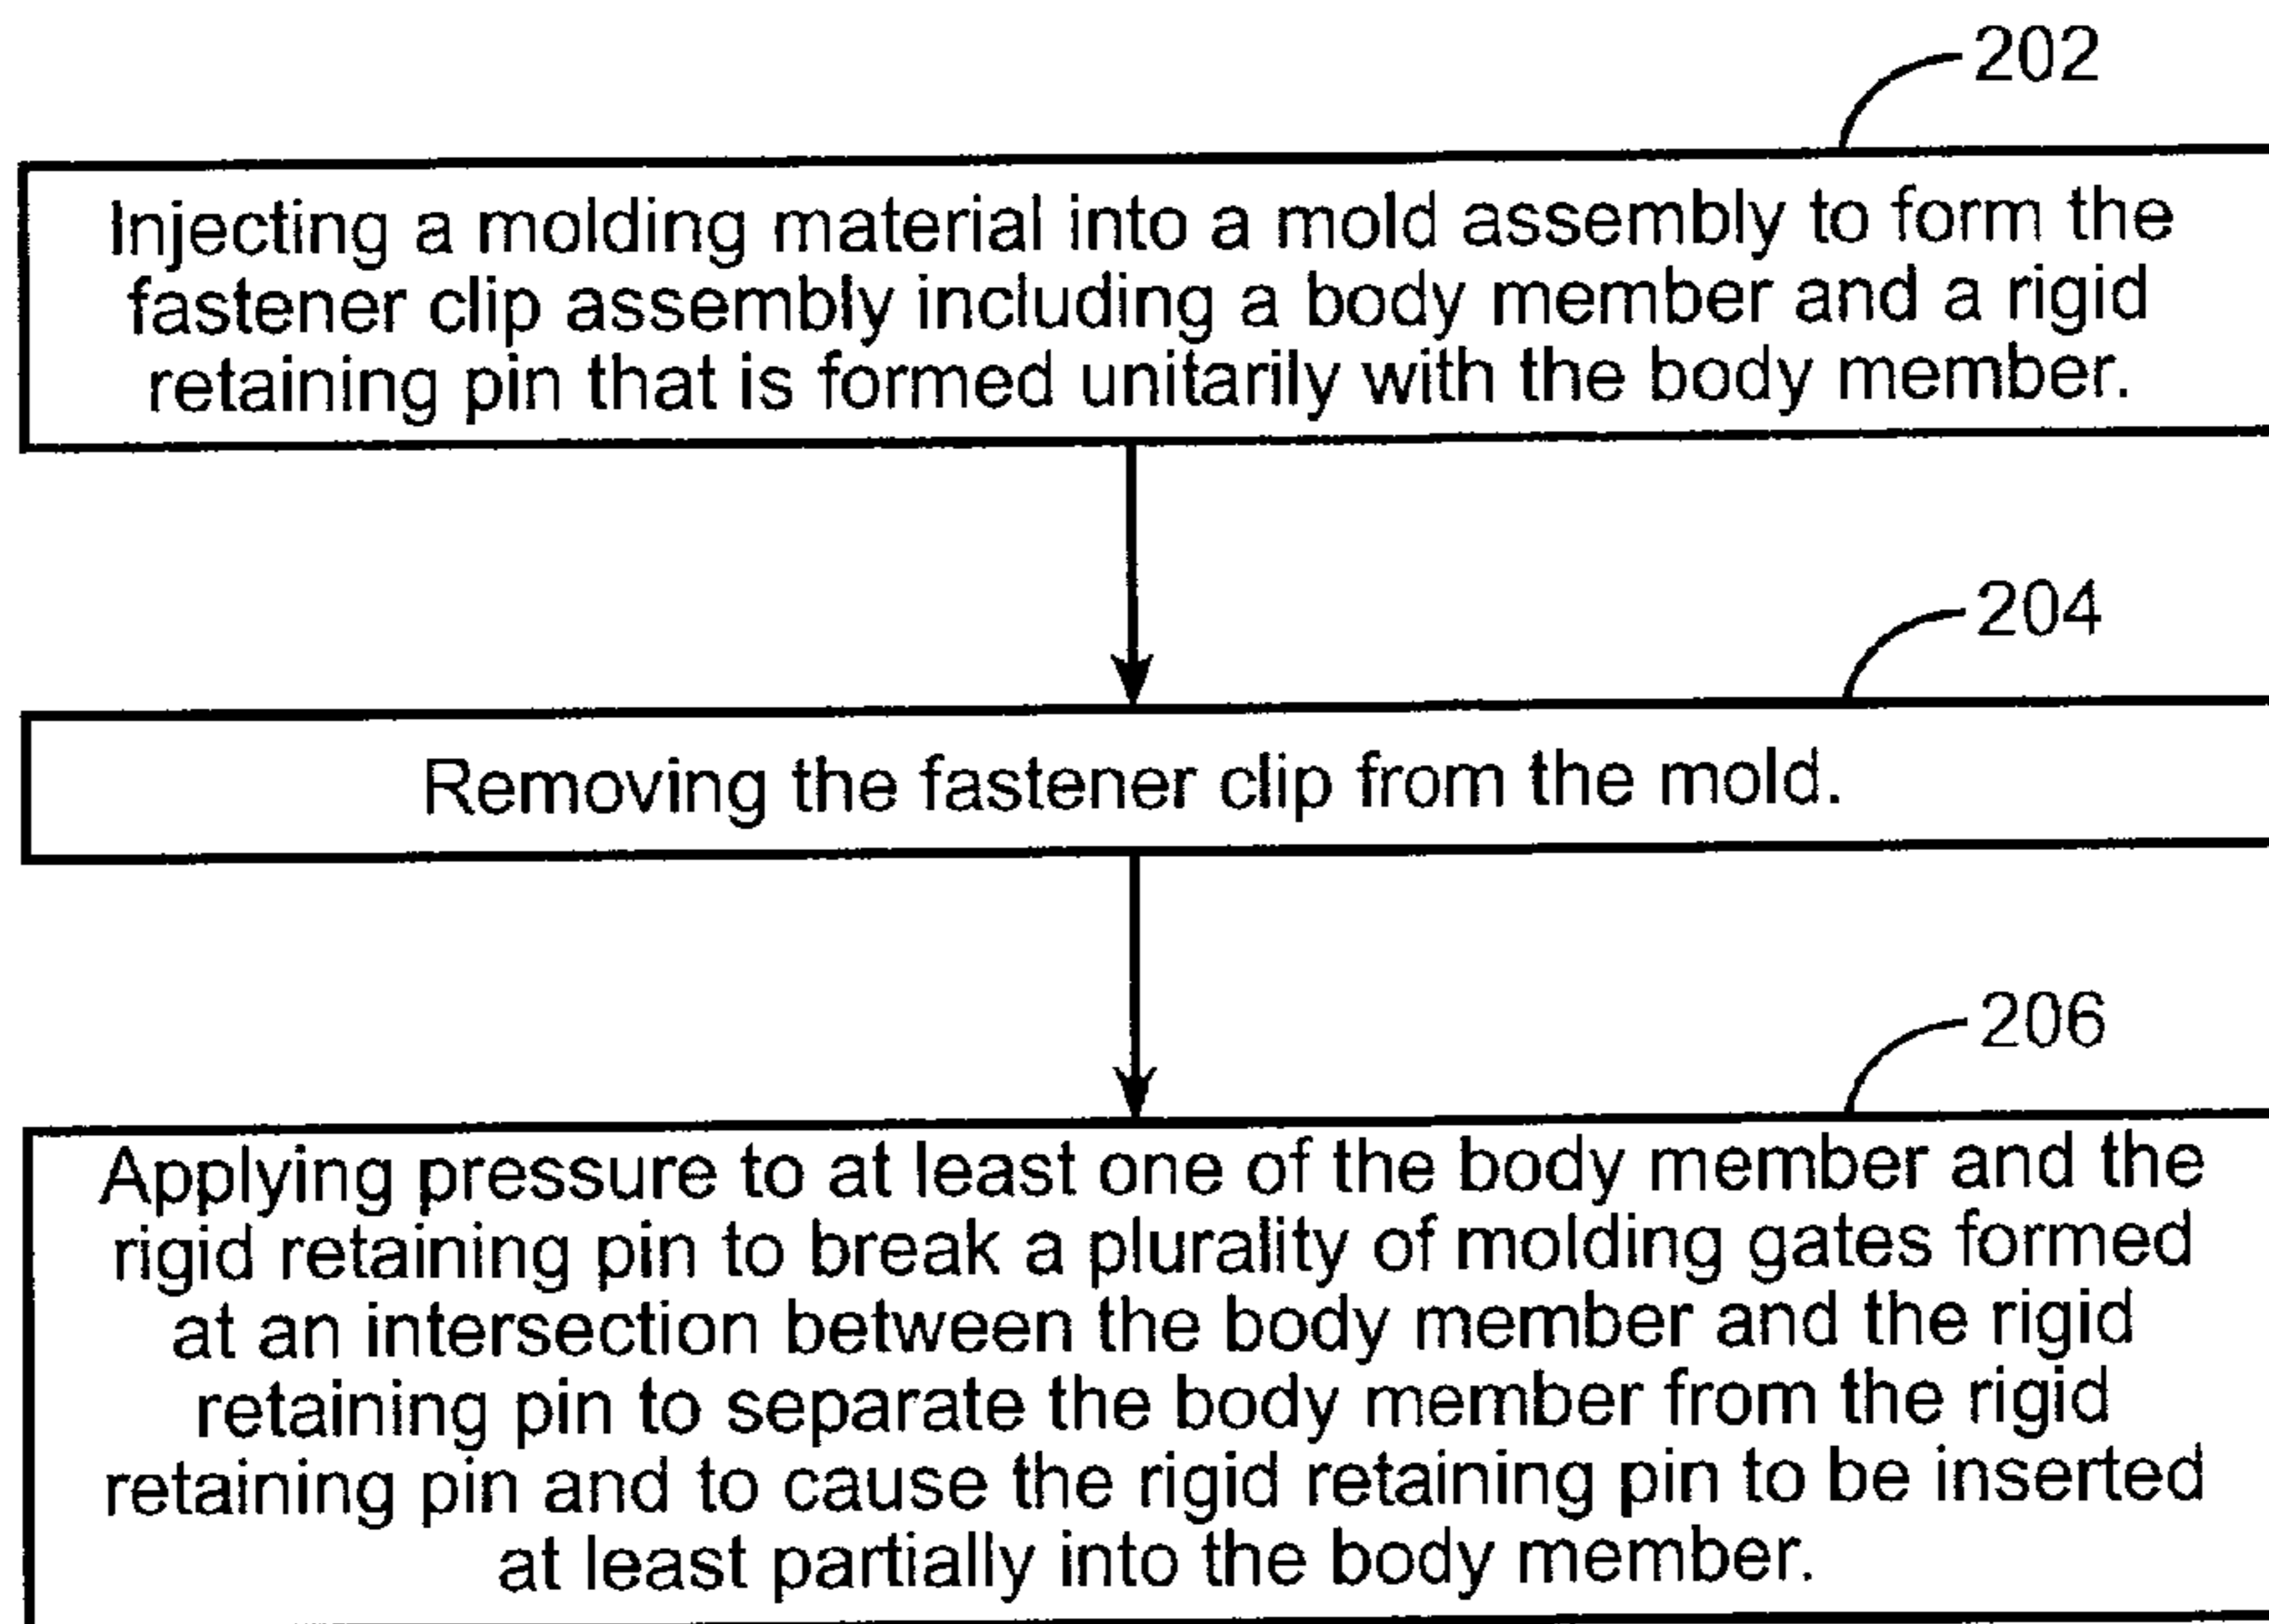 202
Injecting a molding material into a mold assembly to form the
fastener clip assembly including a body member and a rigid
retaining pin that is formed unitarily with the body member.
204
Removing the fastener clip from the mold.
206
Applying pressure to at least one of the body member and the
rigid retaining pin to break a plurality of molding gates formed
at an intersection between the body member and the rigid
retaining pin to separate the body member from the rigid
retaining pin and to cause the rigid retaining pin to be inserted
at least partially into the body member.